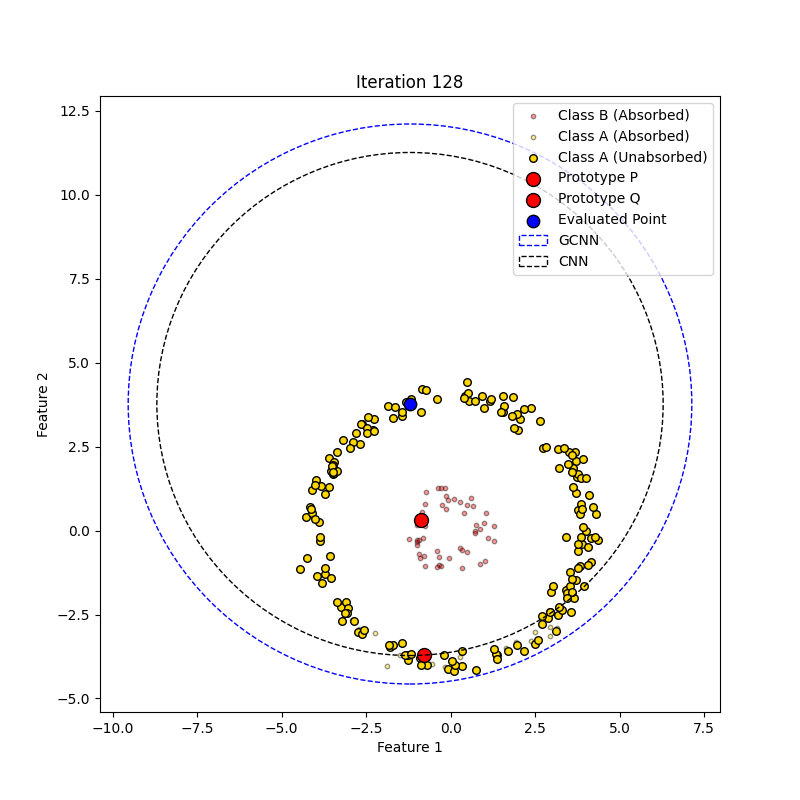 Iteration 128
12.5
10.0
7.5
5.0
2.5
0.0
−2.5
−5.0
Feature 2
Class B (Absorbed)
Class A (Absorbed)
Class A (Unabsorbed)
Prototype P
Prototype Q
Evaluated Point
GCNN
CNN
−10.0 −7.5 −5.0 −2.5 0.0 2.5 5.0 7.5
Feature 1